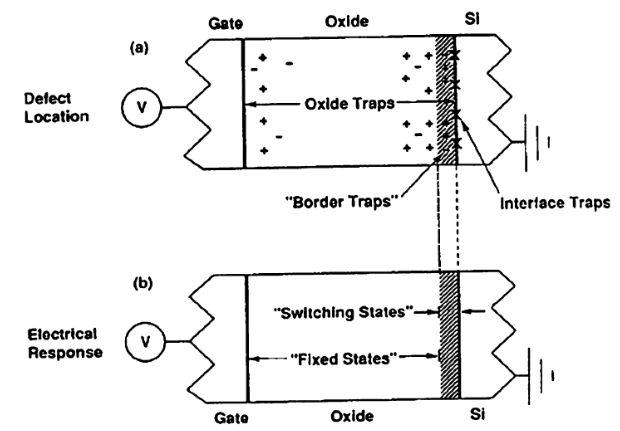 Gate Oxide Si
(a)
Defect
Location
V
Oxide Traps
"Border Traps"
Interface Traps
(b)
Electrical
Response
V
"Switching States"
"Fixed States"
Gate Oxide Si